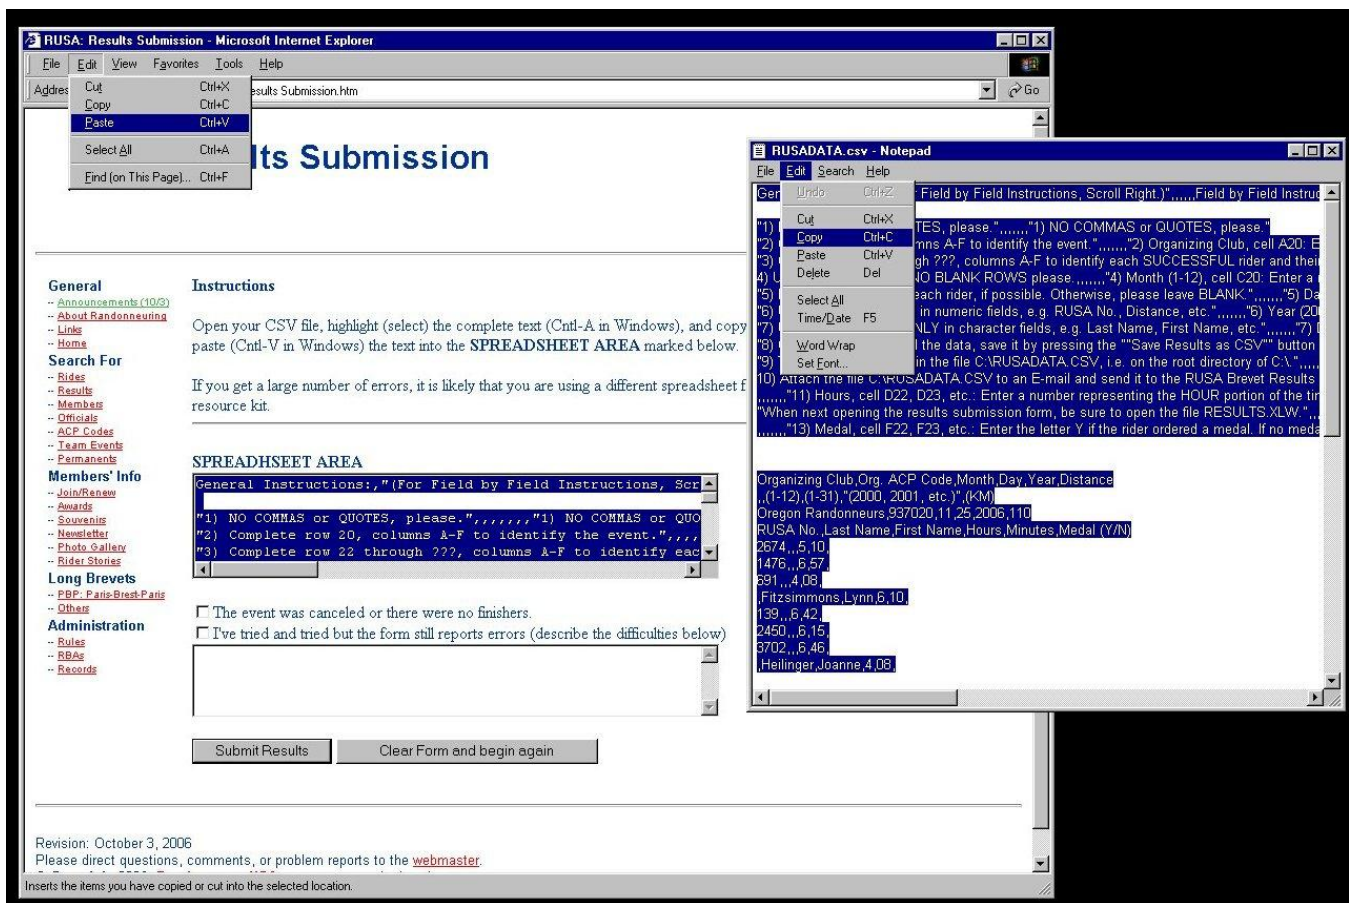 RUSA: Results Submission - Microsoft Internet Explorer
File Edit View Favorites Tools Help
Addres
esults Submission.htm
Go
Cut Ctrl+X
Copy Ctrl+C
Paste Ctrl+V
Select All Ctrl+A
Find (on This Page)... Ctrl+F
lts Submission
General
-- Announcements (10/3)
-- About Randonneuring
-- Links
-- Home
Search For
-- Rides
-- Results
-- Members
-- Officials
-- ACP Codes
-- Team Events
-- Permanents
Members' Info
-- Join/Renew
-- Awards
-- Souvenirs
-- Newsletter
-- Photo Gallery
-- Rider Stories
Long Brevets
-- PBP: Paris-Brest-Paris
-- Others
Administration
-- Rules
-- RBAs
-- Records
Instructions
Open your CSV file, highlight (select) the complete text (Cntl-A in Windows), and copy
paste (Cntl-V in Windows) the text into the SPREADSHEET AREA marked below.
If you get a large number of errors, it is likely that you are using a different spreadsheet f
resource kit.
SPREADHSEET AREA
General Instructions:,"(For Field by Field Instructions, Scr
"1) NO COMMAS or QUOTES, please.",,,,,,,"1) NO COMMAS or QUO
"2) Complete row 20, columns A-F to identify the event.",,,,
"3) Complete row 22 through ???, columns A-F to identify eac
The event was canceled or there were no finishers.
I've tried and tried but the form still reports errors (describe the difficulties below)
Submit Results
Clear Form and begin again
Revision: October 3, 2006
Please direct questions, comments, or problem reports to the webmaster.
Inserts the items you have copied or cut into the selected location.
RUSADATA.csv - Notepad
File Edit Search Help
Undo Ctrl+Z
Cut Ctrl+X
Copy Ctrl+C
Paste Ctrl+V
Delete Del
Select All
Time/Date F5
Word Wrap
Set Font...
Gen
Field by Field Instructions, Scroll Right.)",,,,,,Field by Field Instruc
"1)
TES, please.",,,,,,,"1) NO COMMAS or QUOTES, please."
"2)
mns A-F to identify the event.",,,,,,,"2) Organizing Club, cell A20: E
"3)
gh ???, columns A-F to identify each SUCCESSFUL rider and thei
4) U
NO BLANK ROWS please.,,,,,,,"4) Month (1-12), cell C20: Enter a
"5)
each rider, if possible. Otherwise, please leave BLANK.",,,,,,,"5) Da
"6)
in numeric fields, e.g. RUSA No., Distance, etc.",,,,,,,"6) Year (20
"7)
NLY in character fields, e.g. Last Name, First Name, etc.",,,,,,,"7)
"8)
l the data, save it by pressing the ""Save Results as CSV"" button
"9)
in the file C:\RUSADATA.CSV, i.e. on the root directory of C:\.",,,,,
10) Attach the file C:\RUSADATA.CSV to an E-mail and send it to the RUSA Brevet Results
,,,,,,,"11) Hours, cell D22, D23, etc.: Enter a number representing the HOUR portion of the tim
"When next opening the results submission form, be sure to open the file RESULTS.XLW.",,
,,,,,,,"13) Medal, cell F22, F23, etc.: Enter the letter Y if the rider ordered a medal. If no meda
Organizing Club,Org. ACP Code,Month,Day,Year,Distance
,,(1-12),(1-31),"(2000, 2001, etc.)",(KM)
Oregon Randonneurs,937020,11,25,2006,110
RUSA No.,Last Name,First Name,Hours,Minutes,Medal (Y/N)
2674,,,5,10,
1476,,,6,57,
691,,,4,08,
,Fitzsimmons,Lynn,6,10,
139,,,6,42,
2450,,,6,15,
3702,,,6,46,
,Heilinger,Joanne,4,08,